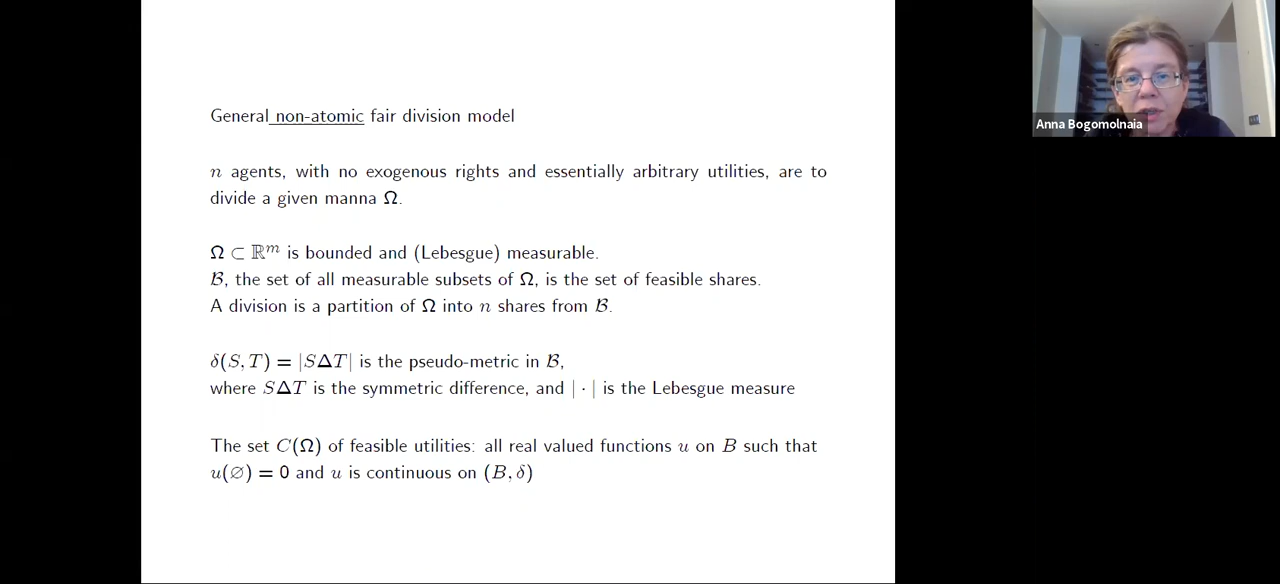 General non-atomic fair division model
n agents, with no exogenous rights and essentially arbitrary utilities, are to
divide a given manna Ω.
Ω ⊂ ℝᵐ is bounded and (Lebesgue) measurable.
ℬ, the set of all measurable subsets of Ω, is the set of feasible shares.
A division is a partition of Ω into n shares from ℬ.
δ(S, T) = |SΔT| is the pseudo-metric in ℬ,
where SΔT is the symmetric difference, and | · | is the Lebesgue measure
The set C(Ω) of feasible utilities: all real valued functions u on B such that
u(∅) = 0 and u is continuous on (B, δ)
Anna Bogomolnaia